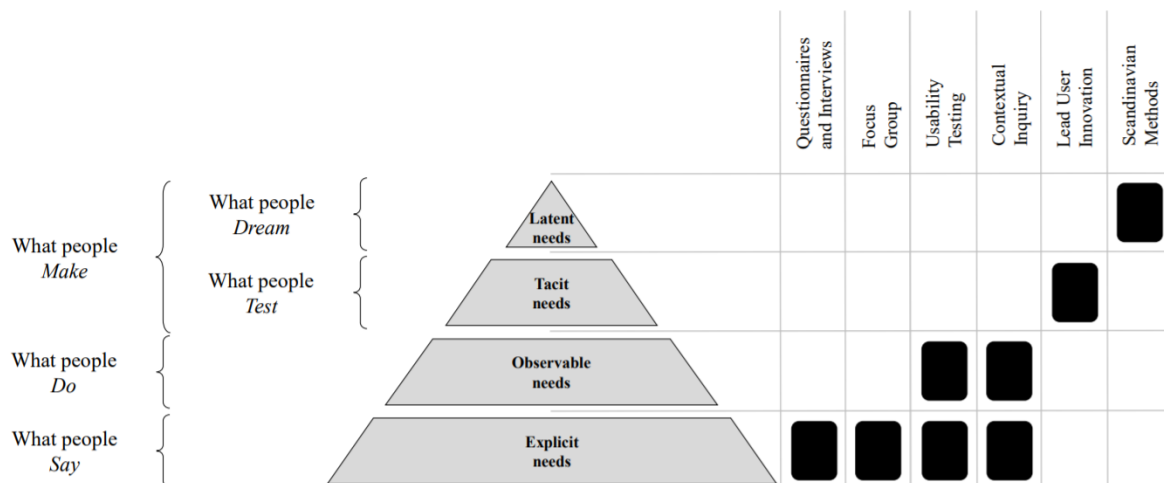 Questionnaires
and Interviews
Focus
Group
Usability
Testing
Contextual
Inquiry
Lead User
Innovation
Scandinavian
Methods
What people
Make
What people
Dream
Latent
needs
What people
Test
Tacit
needs
What people
Do
Observable
needs
What people
Say
Explicit
needs